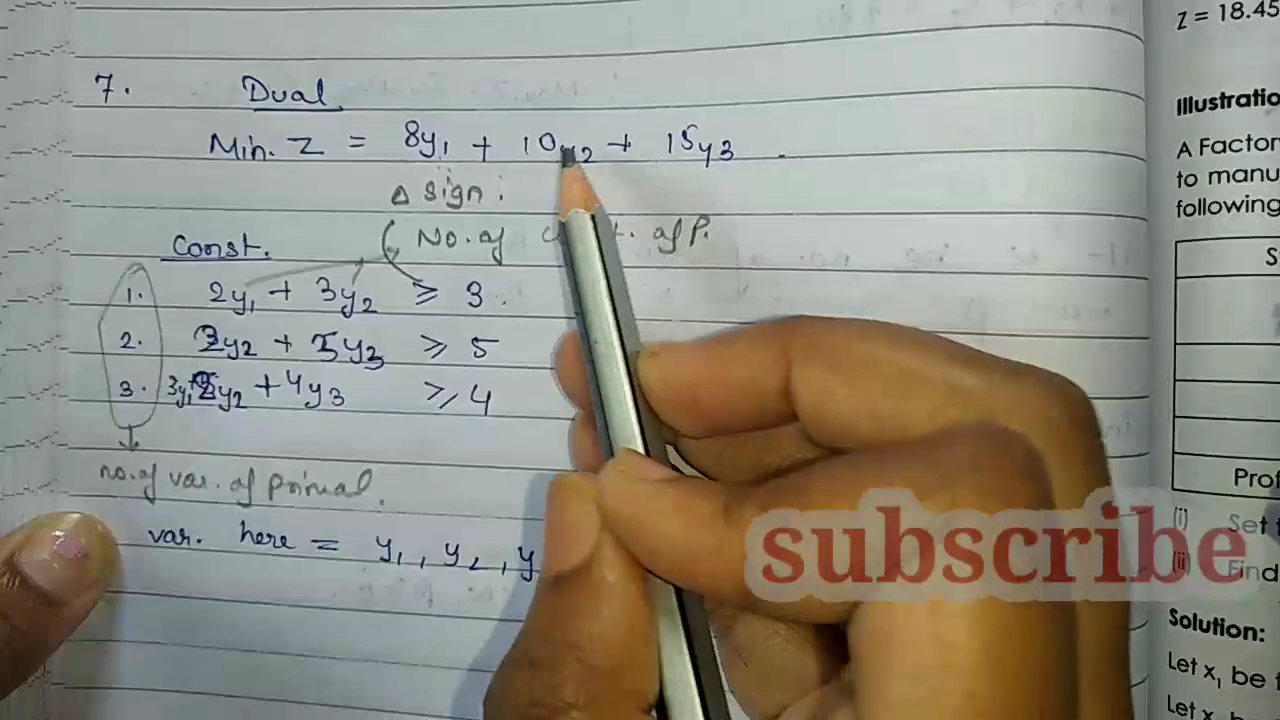 7. Dual
Min. Z = 8y1 + 10y2 + 15y3
Δ sign :
Const. No. of of P.
1. 2y1 + 3y2 ≥ 3
2. 2y2 + 5y3 ≥ 5
3. 3y1 + 2y2 + 4y3 ≥ 4
no. of var. of primal.
var. here = y1, y2, y
subscribe
Z = 18.45
Illustratio
A Factor
to manu
following
S
Prof
(i) Set
(ii) Find
Solution:
Let x1 be
Let x